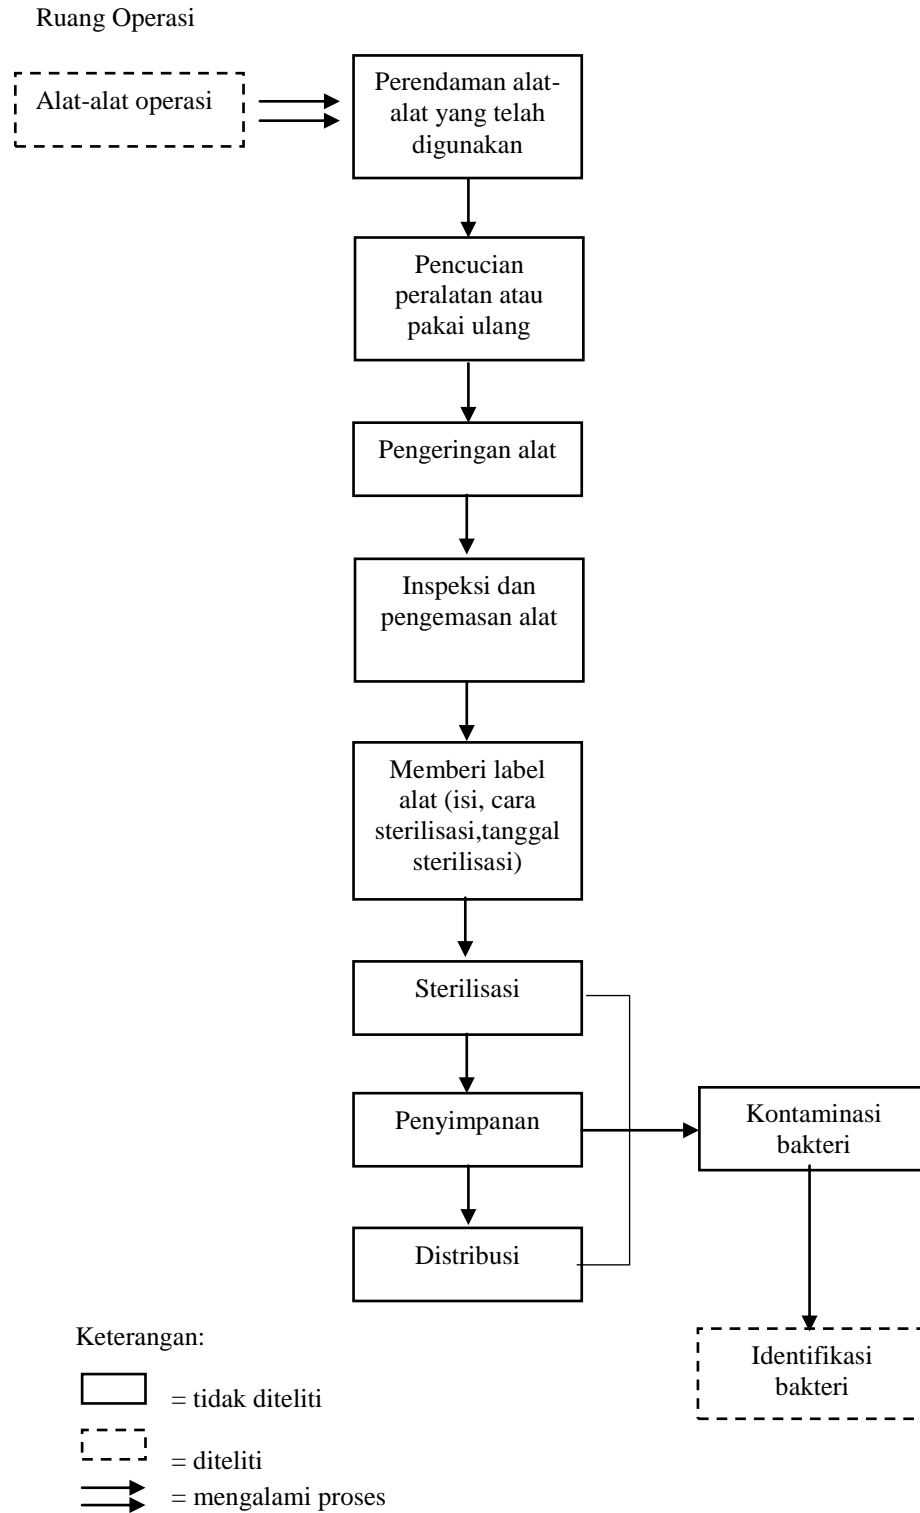 Ruang Operasi
Alat-alat operasi
Perendaman alat-
alat yang telah
digunakan
Pencucian
peralatan atau
pakai ulang
Pengeringan alat
Inspeksi dan
pengemasan alat
Memberi label
alat (isi, cara
sterilisasi,tanggal
sterilisasi)
Sterilisasi
Penyimpanan
Kontaminasi
bakteri
Distribusi
Identifikasi
bakteri
Keterangan:
= tidak diteliti
= diteliti
= mengalami proses